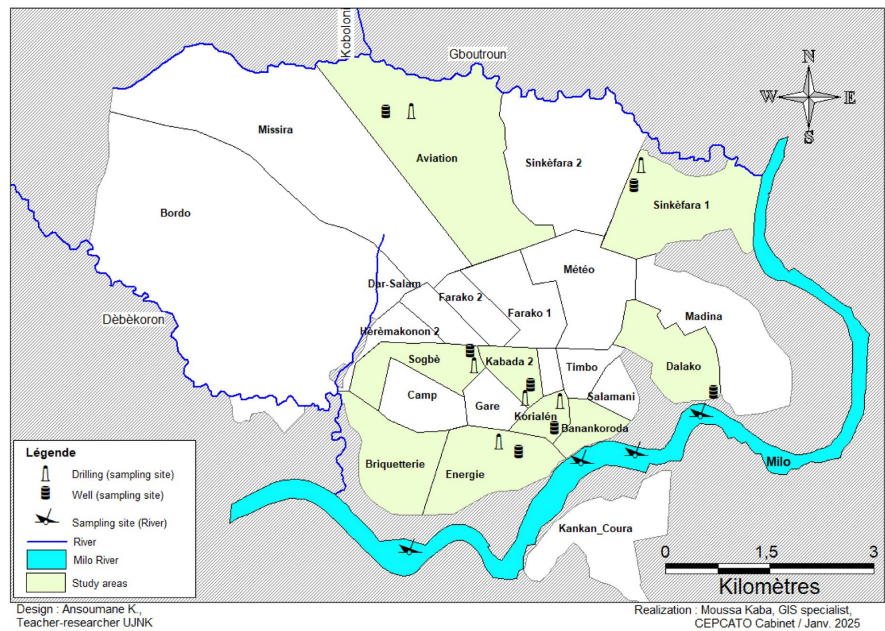 Koboloni
Gboutroun
N
W E
S
Missira
Aviation
Sinkèfara 2
Sinkèfara 1
Bordo
Météo
Dar-Salam
Farako 2
Farako 1
Madina
Dèbèkoron
Hèrèmakonon 2
Sogbè
Kabada 2
Timbo
Dalako
Camp
Gare
Salamani
Korialén
Banankoroda
Briquetterie
Energie
Milo
Kankan_Coura
Légende
Drilling (sampling site)
Well (sampling site)
Sampling site (River)
River
Milo River
Study areas
0 1,5 3
Kilomètres
Design : Ansoumane K.,
Teacher-researcher UJNK
Realization : Moussa Kaba, GIS specialist,
CEPCATO Cabinet / Janv. 2025